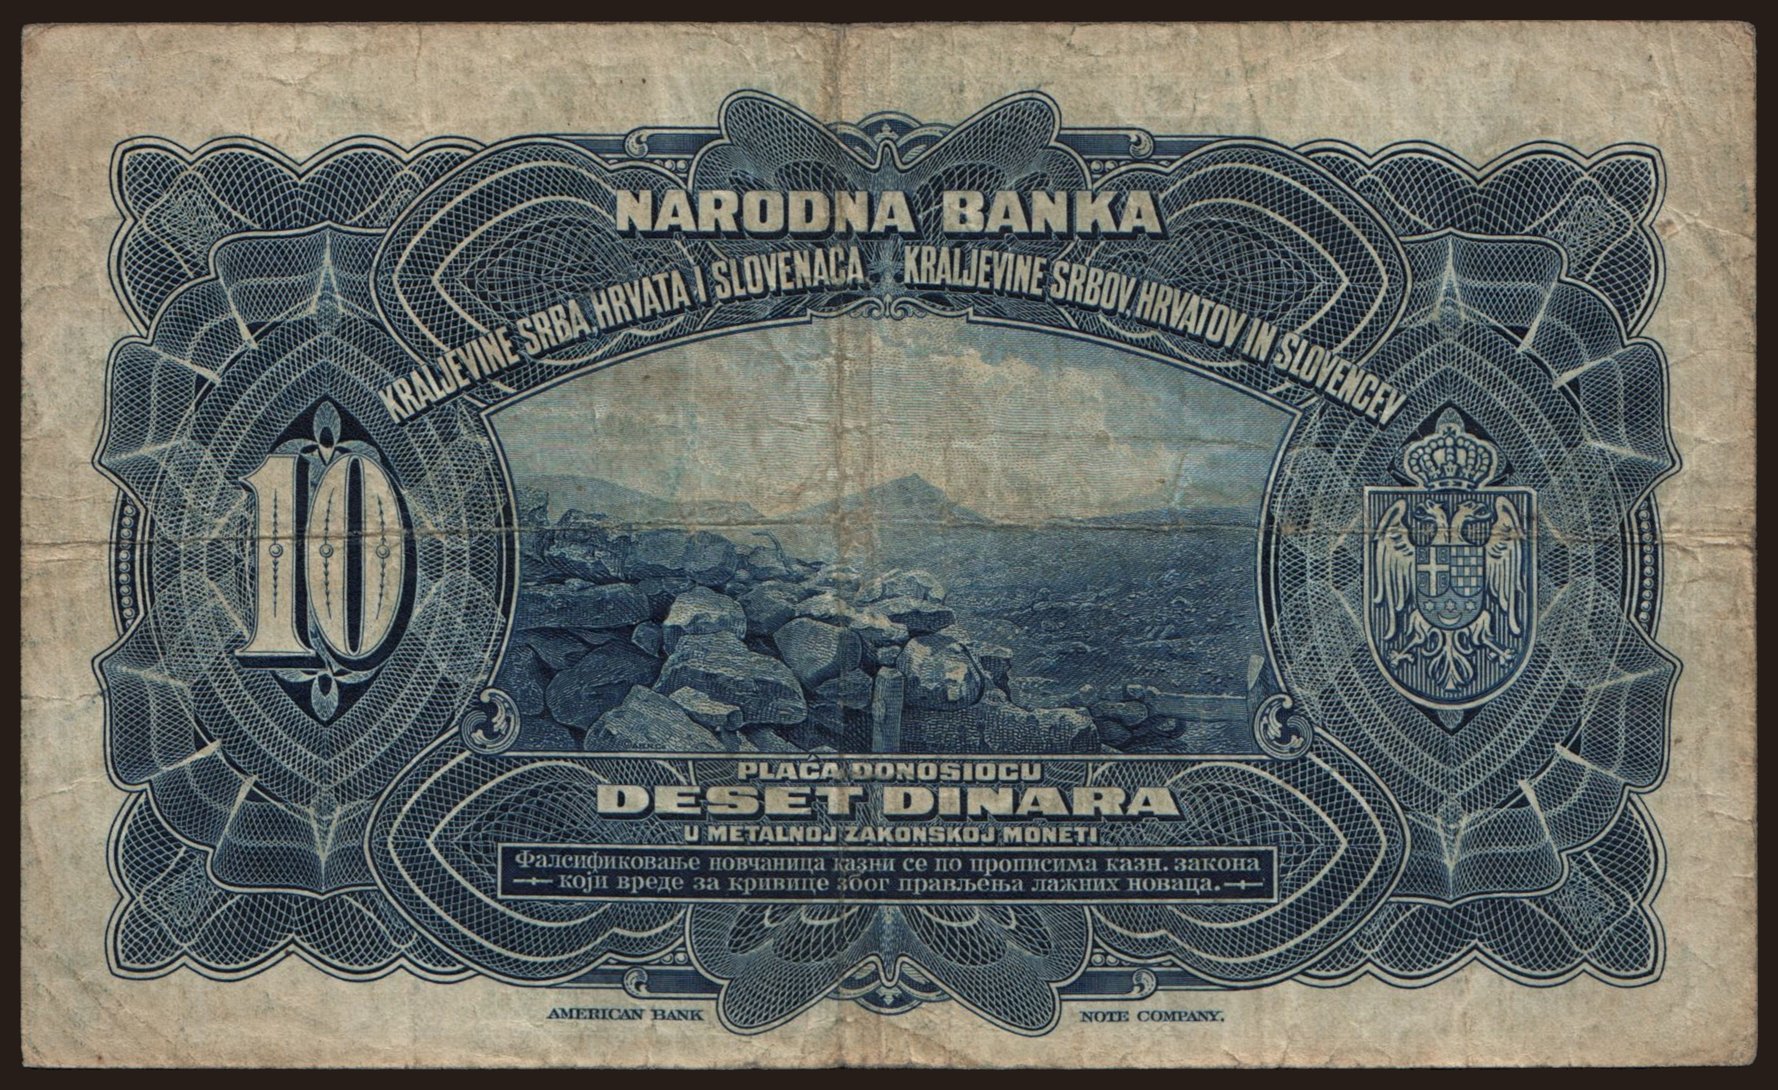 NARODNA BANKA
KRALJEVINE SRBA, HRVATA I SLOVENACA KRALJEVINE SRBOV, HRVATOV IN SLOVENCEV
10
PLAĆA DONOSIOCU
DESET DINARA
U METALNOJ ZAKONSKOJ MONETI
Фалсификовање новчаница казни се по прописима казн. закона
који вреде за кривице због прављења лажних новаца.
AMERICAN BANK NOTE COMPANY.